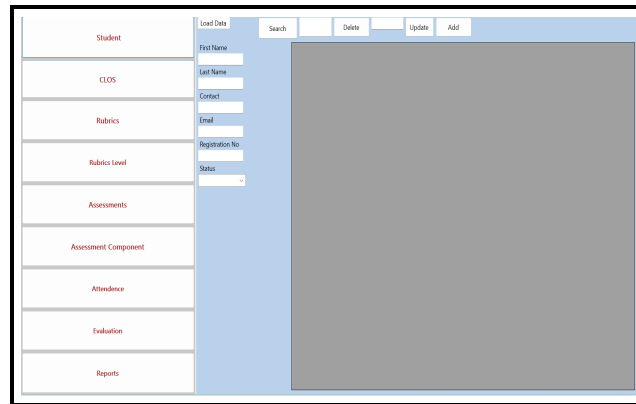 Student
CLOS
Rubrics
Rubrics Level
Assessments
Assessment Component
Attendence
Evaluation
Reports
Load Data
Search
Delete
Update
Add
First Name
Last Name
Contact
Email
Registration No
Status